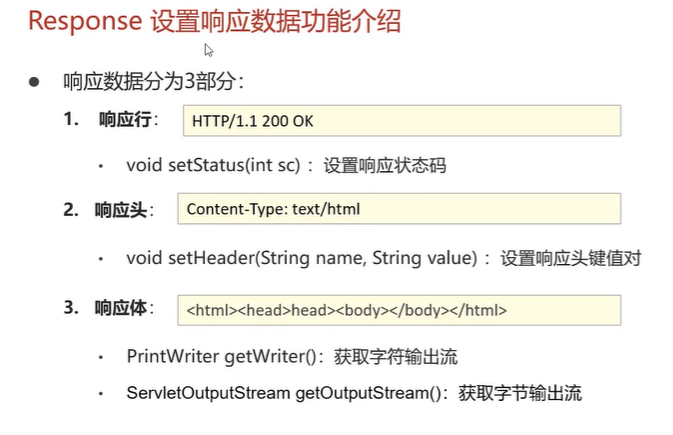 Response 设置响应数据功能介绍
● 响应数据分为3部分：
1. 响应行： HTTP/1.1 200 OK
• void setStatus(int sc) ：设置响应状态码
2. 响应头： Content-Type: text/html
• void setHeader(String name, String value) ：设置响应头键值对
3. 响应体： <html><head>head><body></body></html>
• PrintWriter getWriter()：获取字符输出流
• ServletOutputStream getOutputStream()：获取字节输出流